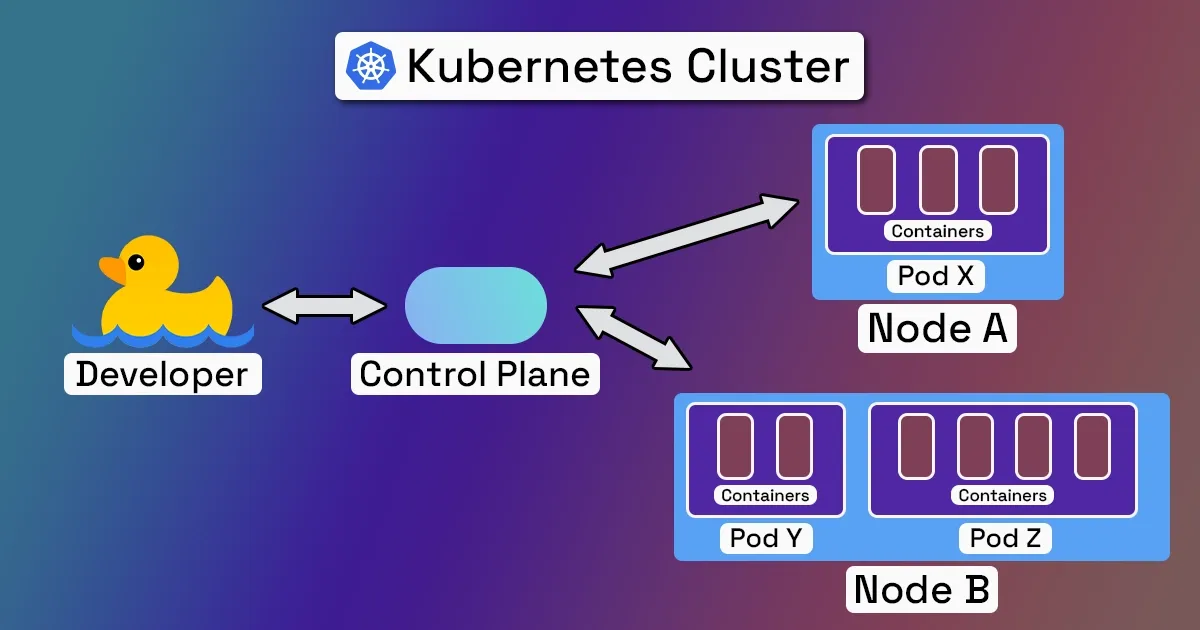 Kubernetes Cluster
Developer
Control Plane
Containers
Pod X
Node A
Containers
Pod Y
Containers
Pod Z
Node B